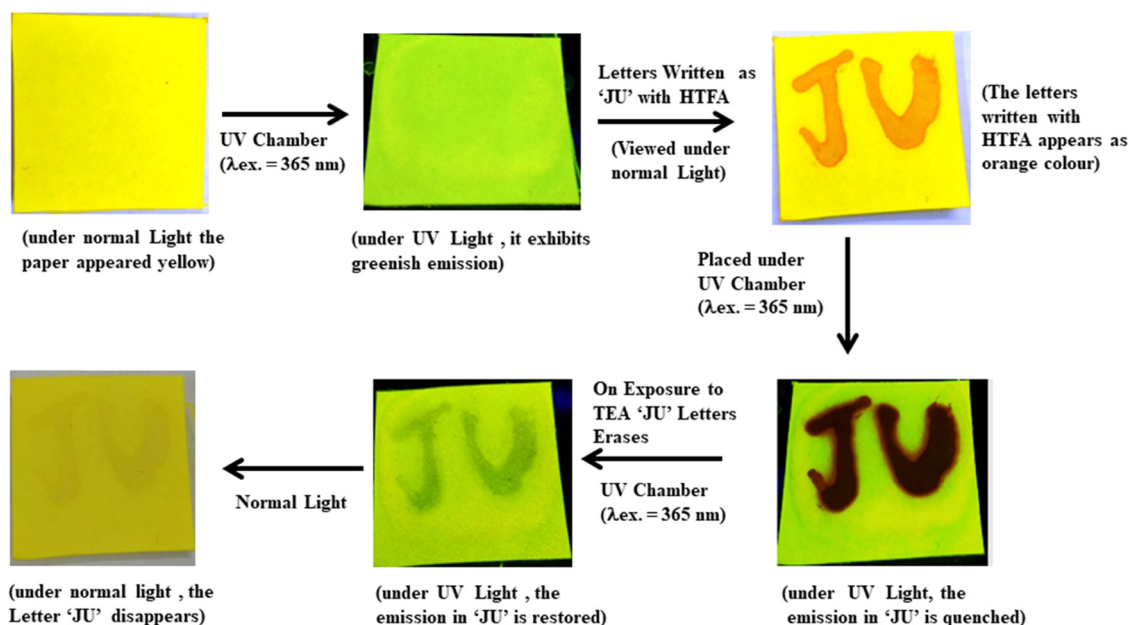 UV Chamber
(λex. = 365 nm)
Letters Written as
'JU' with HTFA
(Viewed under
normal Light)
JU
(The letters
written with
HTFA appears as
orange colour)
(under normal Light the
paper appeared yellow)
(under UV Light , it exhibits
greenish emission)
Placed under
UV Chamber
(λex. = 365 nm)
JU
On Exposure to
TEA 'JU' Letters
Erases
UV Chamber
(λex. = 365 nm)
JU
Normal Light
JU
(under normal light , the
Letter 'JU' disappears)
(under UV Light , the
emission in 'JU' is restored)
(under UV Light, the
emission in 'JU' is quenched)